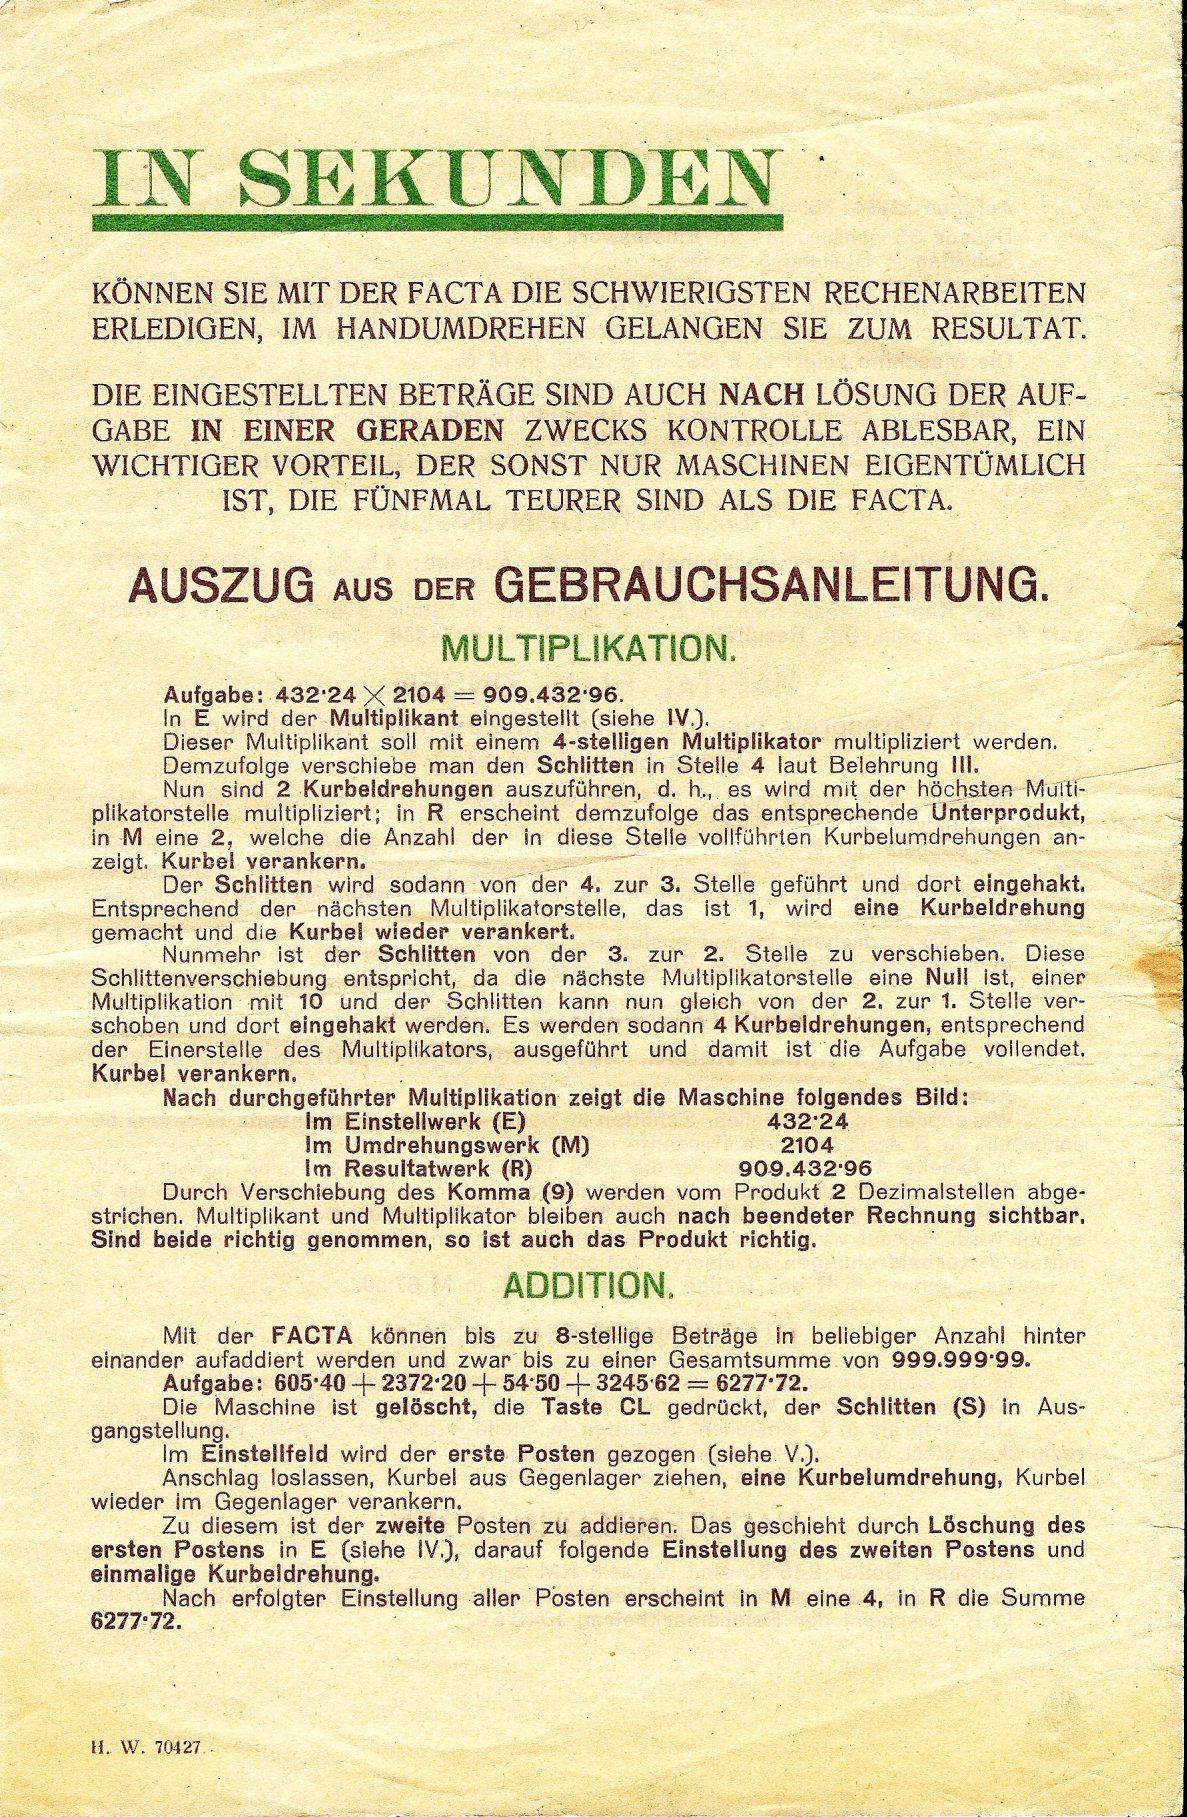 IN SEKUNDEN
KÖNNEN SIE MIT DER FACTA DIE SCHWIERIGSTEN RECHENARBEITEN
ERLEDIGEN, IM HANDUMDREHEN GELANGEN SIE ZUM RESULTAT.
DIE EINGESTELLTEN BETRÄGE SIND AUCH NACH LÖSUNG DER AUF-
GABE IN EINER GERADEN ZWECKS KONTROLLE ABLESBAR, EIN
WICHTIGER VORTEIL, DER SONST NUR MASCHINEN EIGENTÜMLICH
IST, DIE FÜNFMAL TEURER SIND ALS DIE FACTA.
AUSZUG AUS DER GEBRAUCHSANLEITUNG.
MULTIPLIKATION.
Aufgabe: 432·24 × 2104 = 909.432·96.
In E wird der Multiplikant eingestellt (siehe IV.).
Dieser Multiplikant soll mit einem 4-stelligen Multiplikator multipliziert werden.
Demzufolge verschiebe man den Schlitten in Stelle 4 laut Belehrung III.
Nun sind 2 Kurbeldrehungen auszuführen, d. h., es wird mit der höchsten Multi-
plikatorstelle multipliziert; in R erscheint demzufolge das entsprechende Unterprodukt,
in M eine 2, welche die Anzahl der in diese Stelle vollführten Kurbelumdrehungen an-
zeigt. Kurbel verankern.
Der Schlitten wird sodann von der 4. zur 3. Stelle geführt und dort eingehakt.
Entsprechend der nächsten Multiplikatorstelle, das ist 1, wird eine Kurbeldrehung
gemacht und die Kurbel wieder verankert.
Nunmehr ist der Schlitten von der 3. zur 2. Stelle zu verschieben. Diese
Schlittenverschiebung entspricht, da die nächste Multiplikatorstelle eine Null ist, einer
Multiplikation mit 10 und der Schlitten kann nun gleich von der 2. zur 1. Stelle ver-
schoben und dort eingehakt werden. Es werden sodann 4 Kurbeldrehungen, entsprechend
der Einerstelle des Multiplikators, ausgeführt und damit ist die Aufgabe vollendet.
Kurbel verankern.
Nach durchgeführter Multiplikation zeigt die Maschine folgendes Bild:
Im Einstellwerk (E) 432·24
Im Umdrehungswerk (M) 2104
Im Resultatwerk (R) 909.432·96
Durch Verschiebung des Komma (9) werden vom Produkt 2 Dezimalstellen abge-
strichen. Multiplikant und Multiplikator bleiben auch nach beendeter Rechnung sichtbar.
Sind beide richtig genommen, so ist auch das Produkt richtig.
ADDITION.
Mit der FACTA können bis zu 8-stellige Beträge in beliebiger Anzahl hinter
einander aufaddiert werden und zwar bis zu einer Gesamtsumme von 999.999·99.
Aufgabe: 605·40 + 2372·20 + 54·50 + 3245·62 = 6277·72.
Die Maschine ist gelöscht, die Taste CL gedrückt, der Schlitten (S) in Aus-
gangstellung.
Im Einstellfeld wird der erste Posten gezogen (siehe V.).
Anschlag loslassen, Kurbel aus Gegenlager ziehen, eine Kurbelumdrehung, Kurbel
wieder im Gegenlager verankern.
Zu diesem ist der zweite Posten zu addieren. Das geschieht durch Löschung des
ersten Postens in E (siehe IV.), darauf folgende Einstellung des zweiten Postens und
einmalige Kurbeldrehung.
Nach erfolgter Einstellung aller Posten erscheint in M eine 4, in R die Summe
6277·72.
H. W. 70427